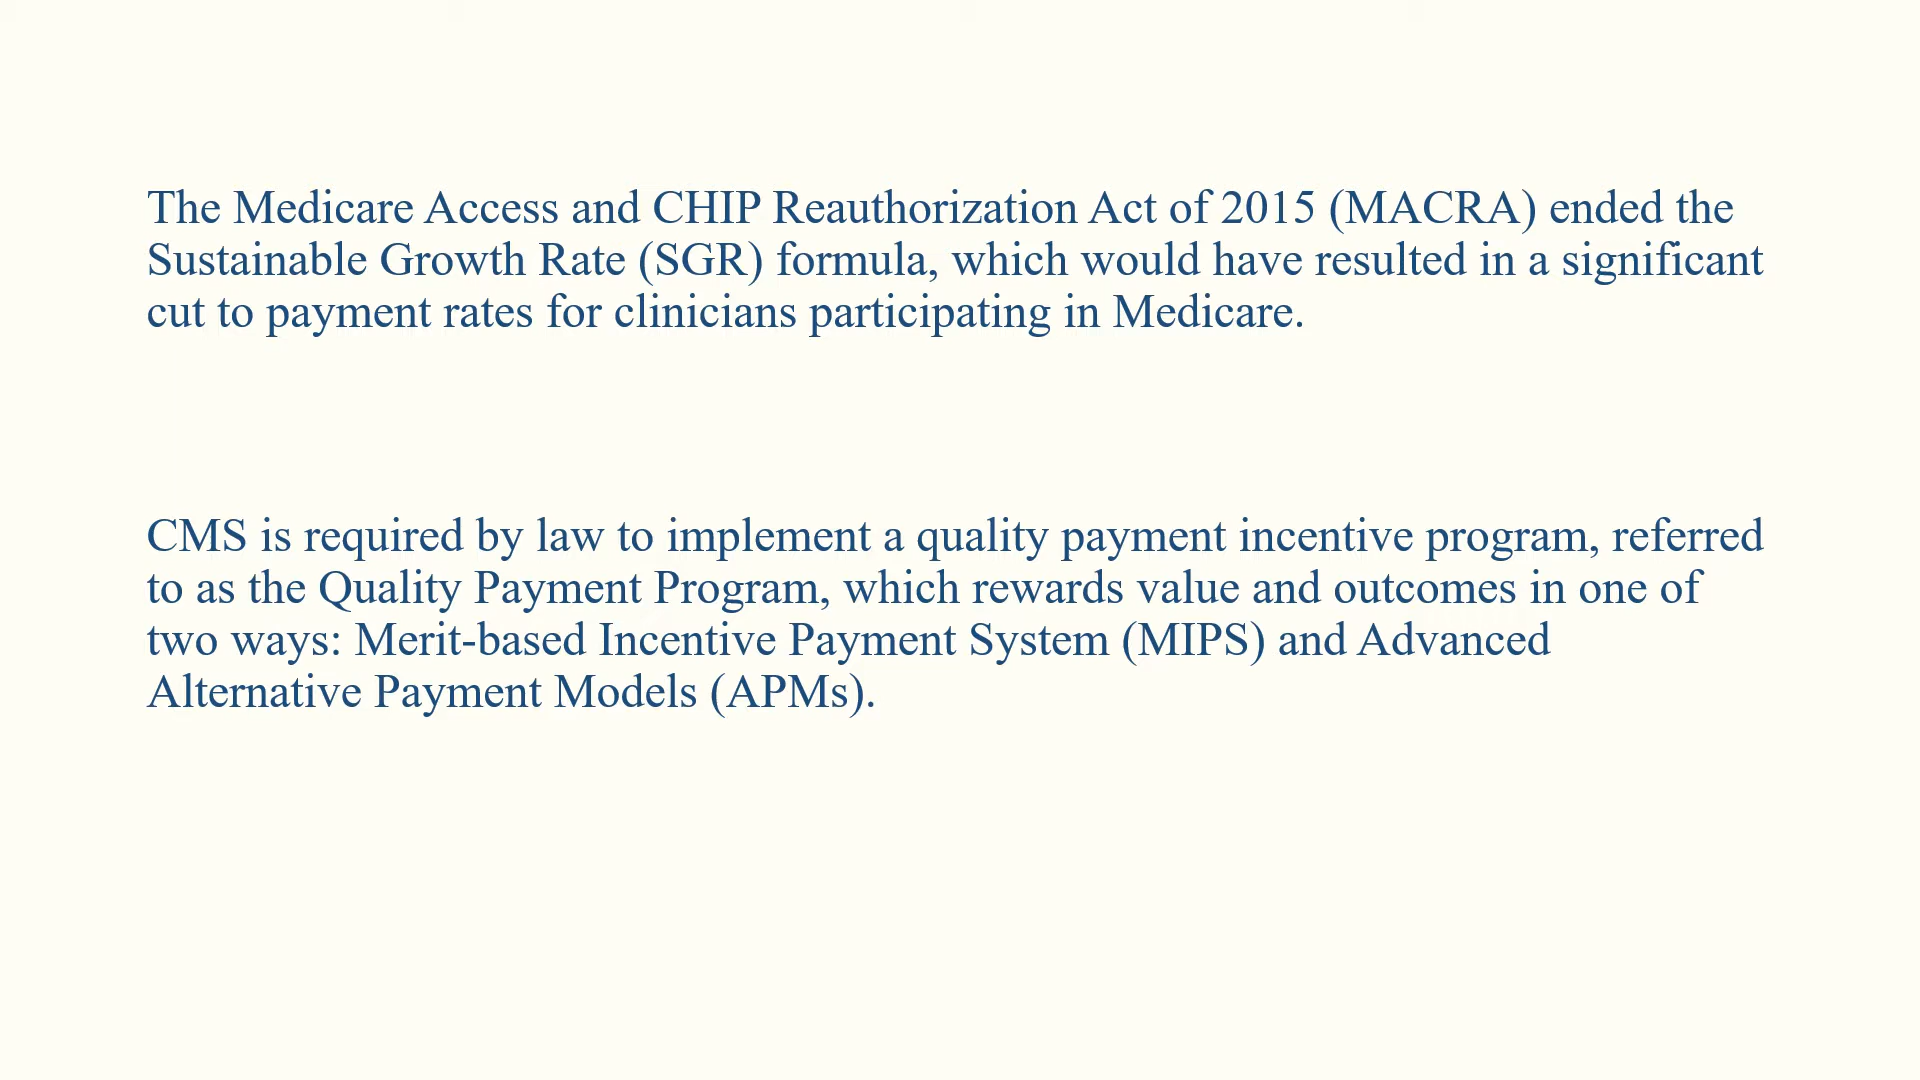 The Medicare Access and CHIP Reauthorization Act of 2015 (MACRA) ended the
Sustainable Growth Rate (SGR) formula, which would have resulted in a significant
cut to payment rates for clinicians participating in Medicare.
CMS is required by law to implement a quality payment incentive program, referred
to as the Quality Payment Program, which rewards value and outcomes in one of
two ways: Merit-based Incentive Payment System (MIPS) and Advanced
Alternative Payment Models (APMs).